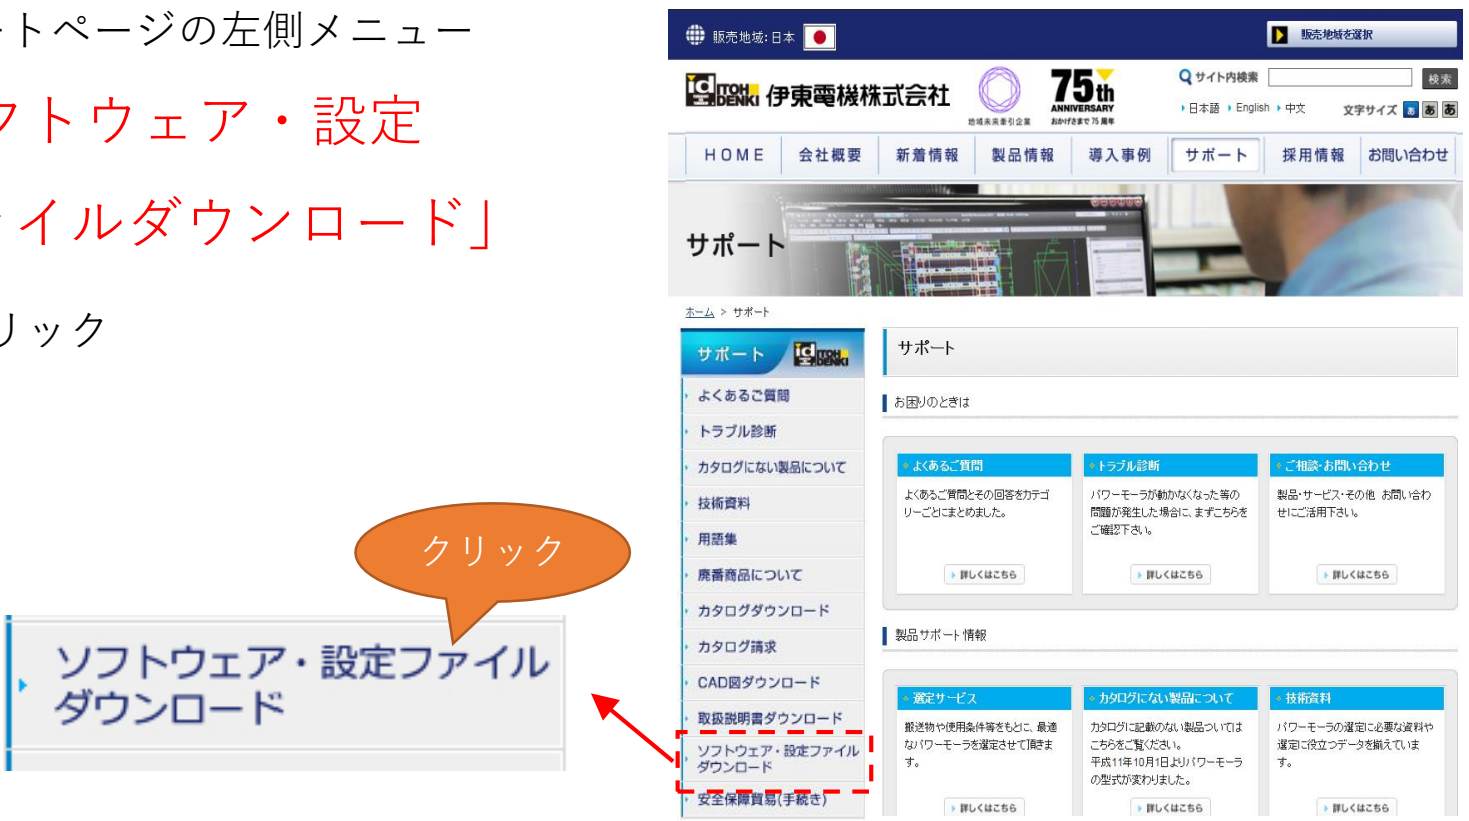 ートページの左側メニュー
フトウェア・設定
ァイルダウンロード」
リック
クリック
ソフトウェア・設定ファイル
ダウンロード
販売地域: 日本
販売地域を選択
id ITOH DENKI 伊東電機株式会社
地域未来牽引企業
75th
ANNIVERSARY
おかげさまで 75 周年
サイト内検索
検索
日本語 English 中文
文字サイズ あ あ あ
HOME 会社概要 新着情報 製品情報 導入事例 サポート 採用情報 お問い合わせ
サポート
ホーム > サポート
サポート id ITOH DENKI
よくあるご質問
トラブル診断
カタログにない製品について
技術資料
用語集
廃番商品について
カタログダウンロード
カタログ請求
CAD図ダウンロード
取扱説明書ダウンロード
ソフトウェア・設定ファイル
ダウンロード
安全保障貿易(手続き)
サポート
お困りのときは
よくあるご質問
よくあるご質問とその回答をカテゴ
リーごとにまとめました。
詳しくはこちら
トラブル診断
パワーモーラが動かなくなった等の
問題が発生した場合に、まずこちらを
ご確認下さい。
詳しくはこちら
ご相談・お問い合わせ
製品・サービス・その他 お問い合わ
せにご活用下さい。
詳しくはこちら
製品サポート情報
選定サービス
搬送物や使用条件等をもとに、最適
なパワーモーラを選定させて頂きま
す。
詳しくはこちら
カタログにない製品について
カタログに記載のない製品ついては
こちらをご覧ください。
平成11年10月1日よりパワーモーラ
の型式が変わりました。
詳しくはこちら
技術資料
パワーモーラの選定に必要な資料や
選定に役立つデータを揃えていま
す。
詳しくはこちら